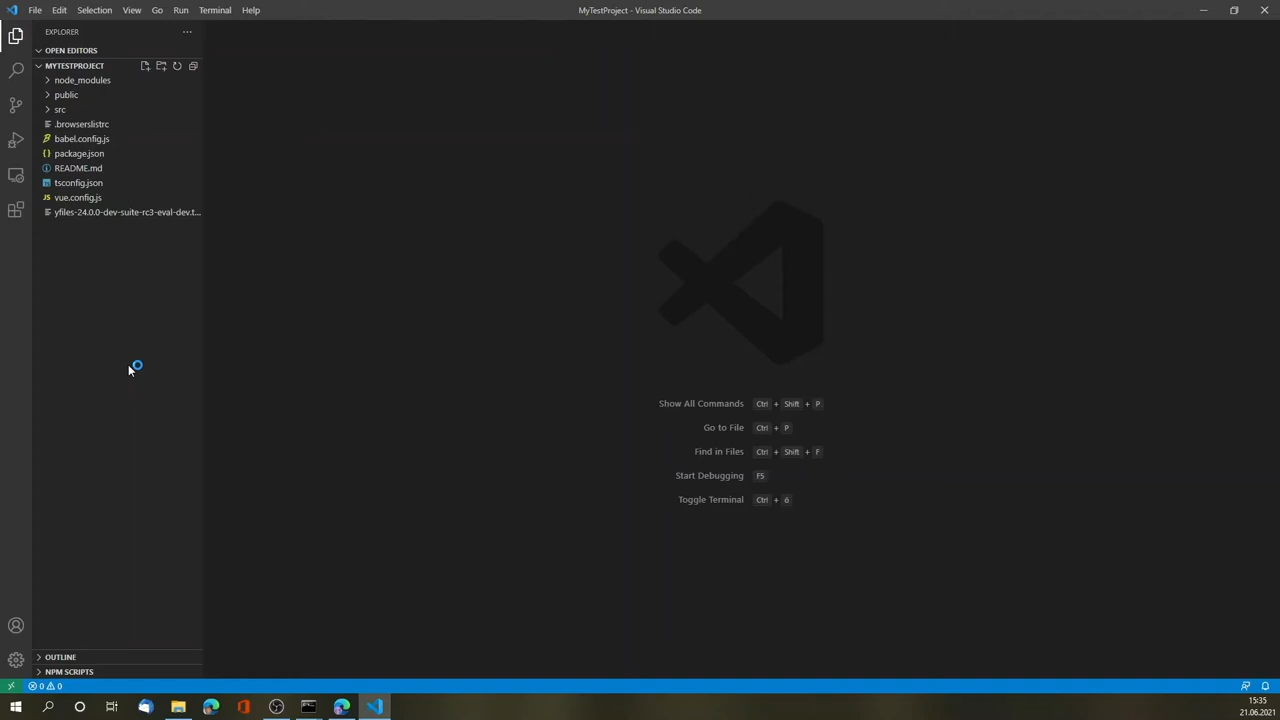 File Edit Selection View Go Run Terminal Help
MyTestProject - Visual Studio Code
EXPLORER
OPEN EDITORS
MYTESTPROJECT
node_modules
public
src
.browserslistrc
babel.config.js
package.json
README.md
tsconfig.json
JS vue.config.js
yfiles-24.0.0-dev-suite-rc3-eval-dev.t...
Show All Commands Ctrl + Shift + P
Go to File Ctrl + P
Find in Files Ctrl + Shift + F
Start Debugging F5
Toggle Terminal Ctrl + ö
OUTLINE
NPM SCRIPTS
0 0
15:35
21.06.2021